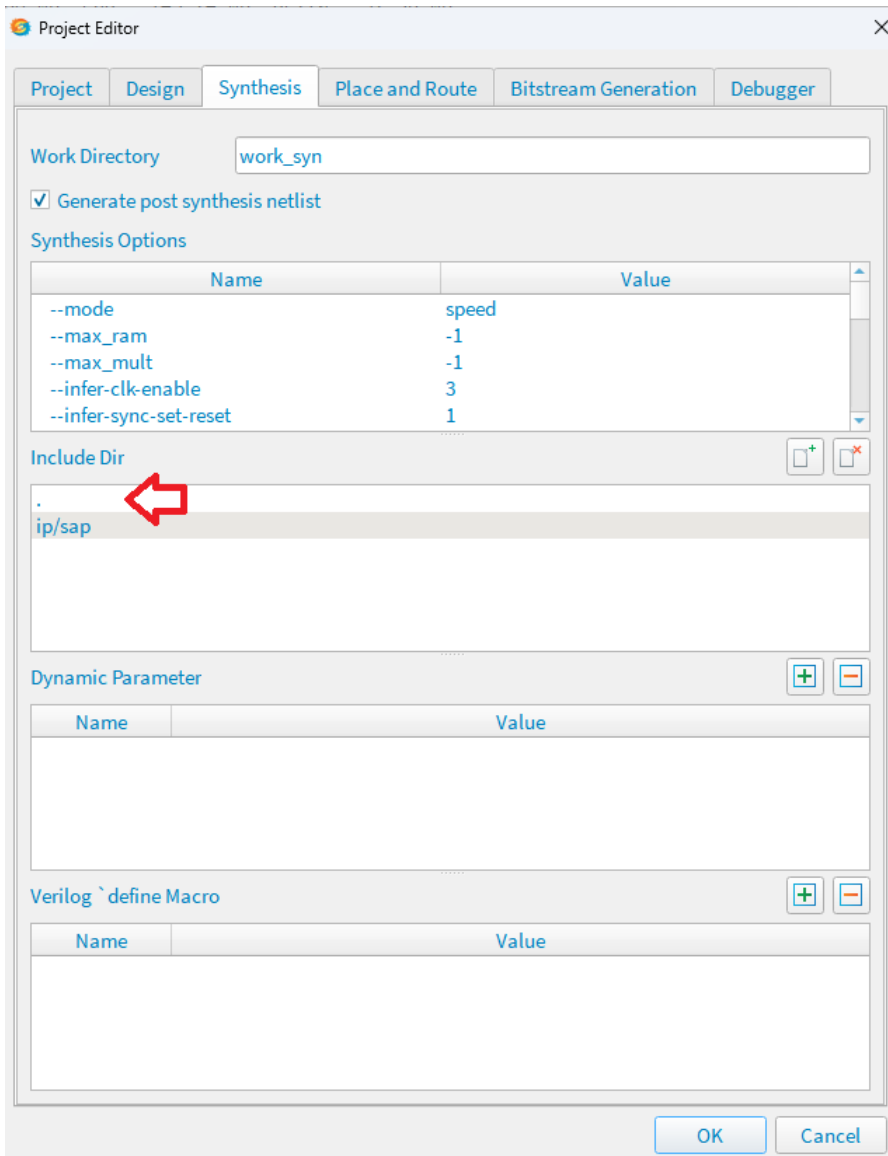 Project Editor
Project Design Synthesis Place and Route Bitstream Generation Debugger
Work Directory work_syn
Generate post synthesis netlist
Synthesis Options
Name Value
--mode speed
--max_ram -1
--max_mult -1
--infer-clk-enable 3
--infer-sync-set-reset 1
Include Dir
.
ip/sap
Dynamic Parameter
Name Value
Verilog `define Macro
Name Value
OK Cancel